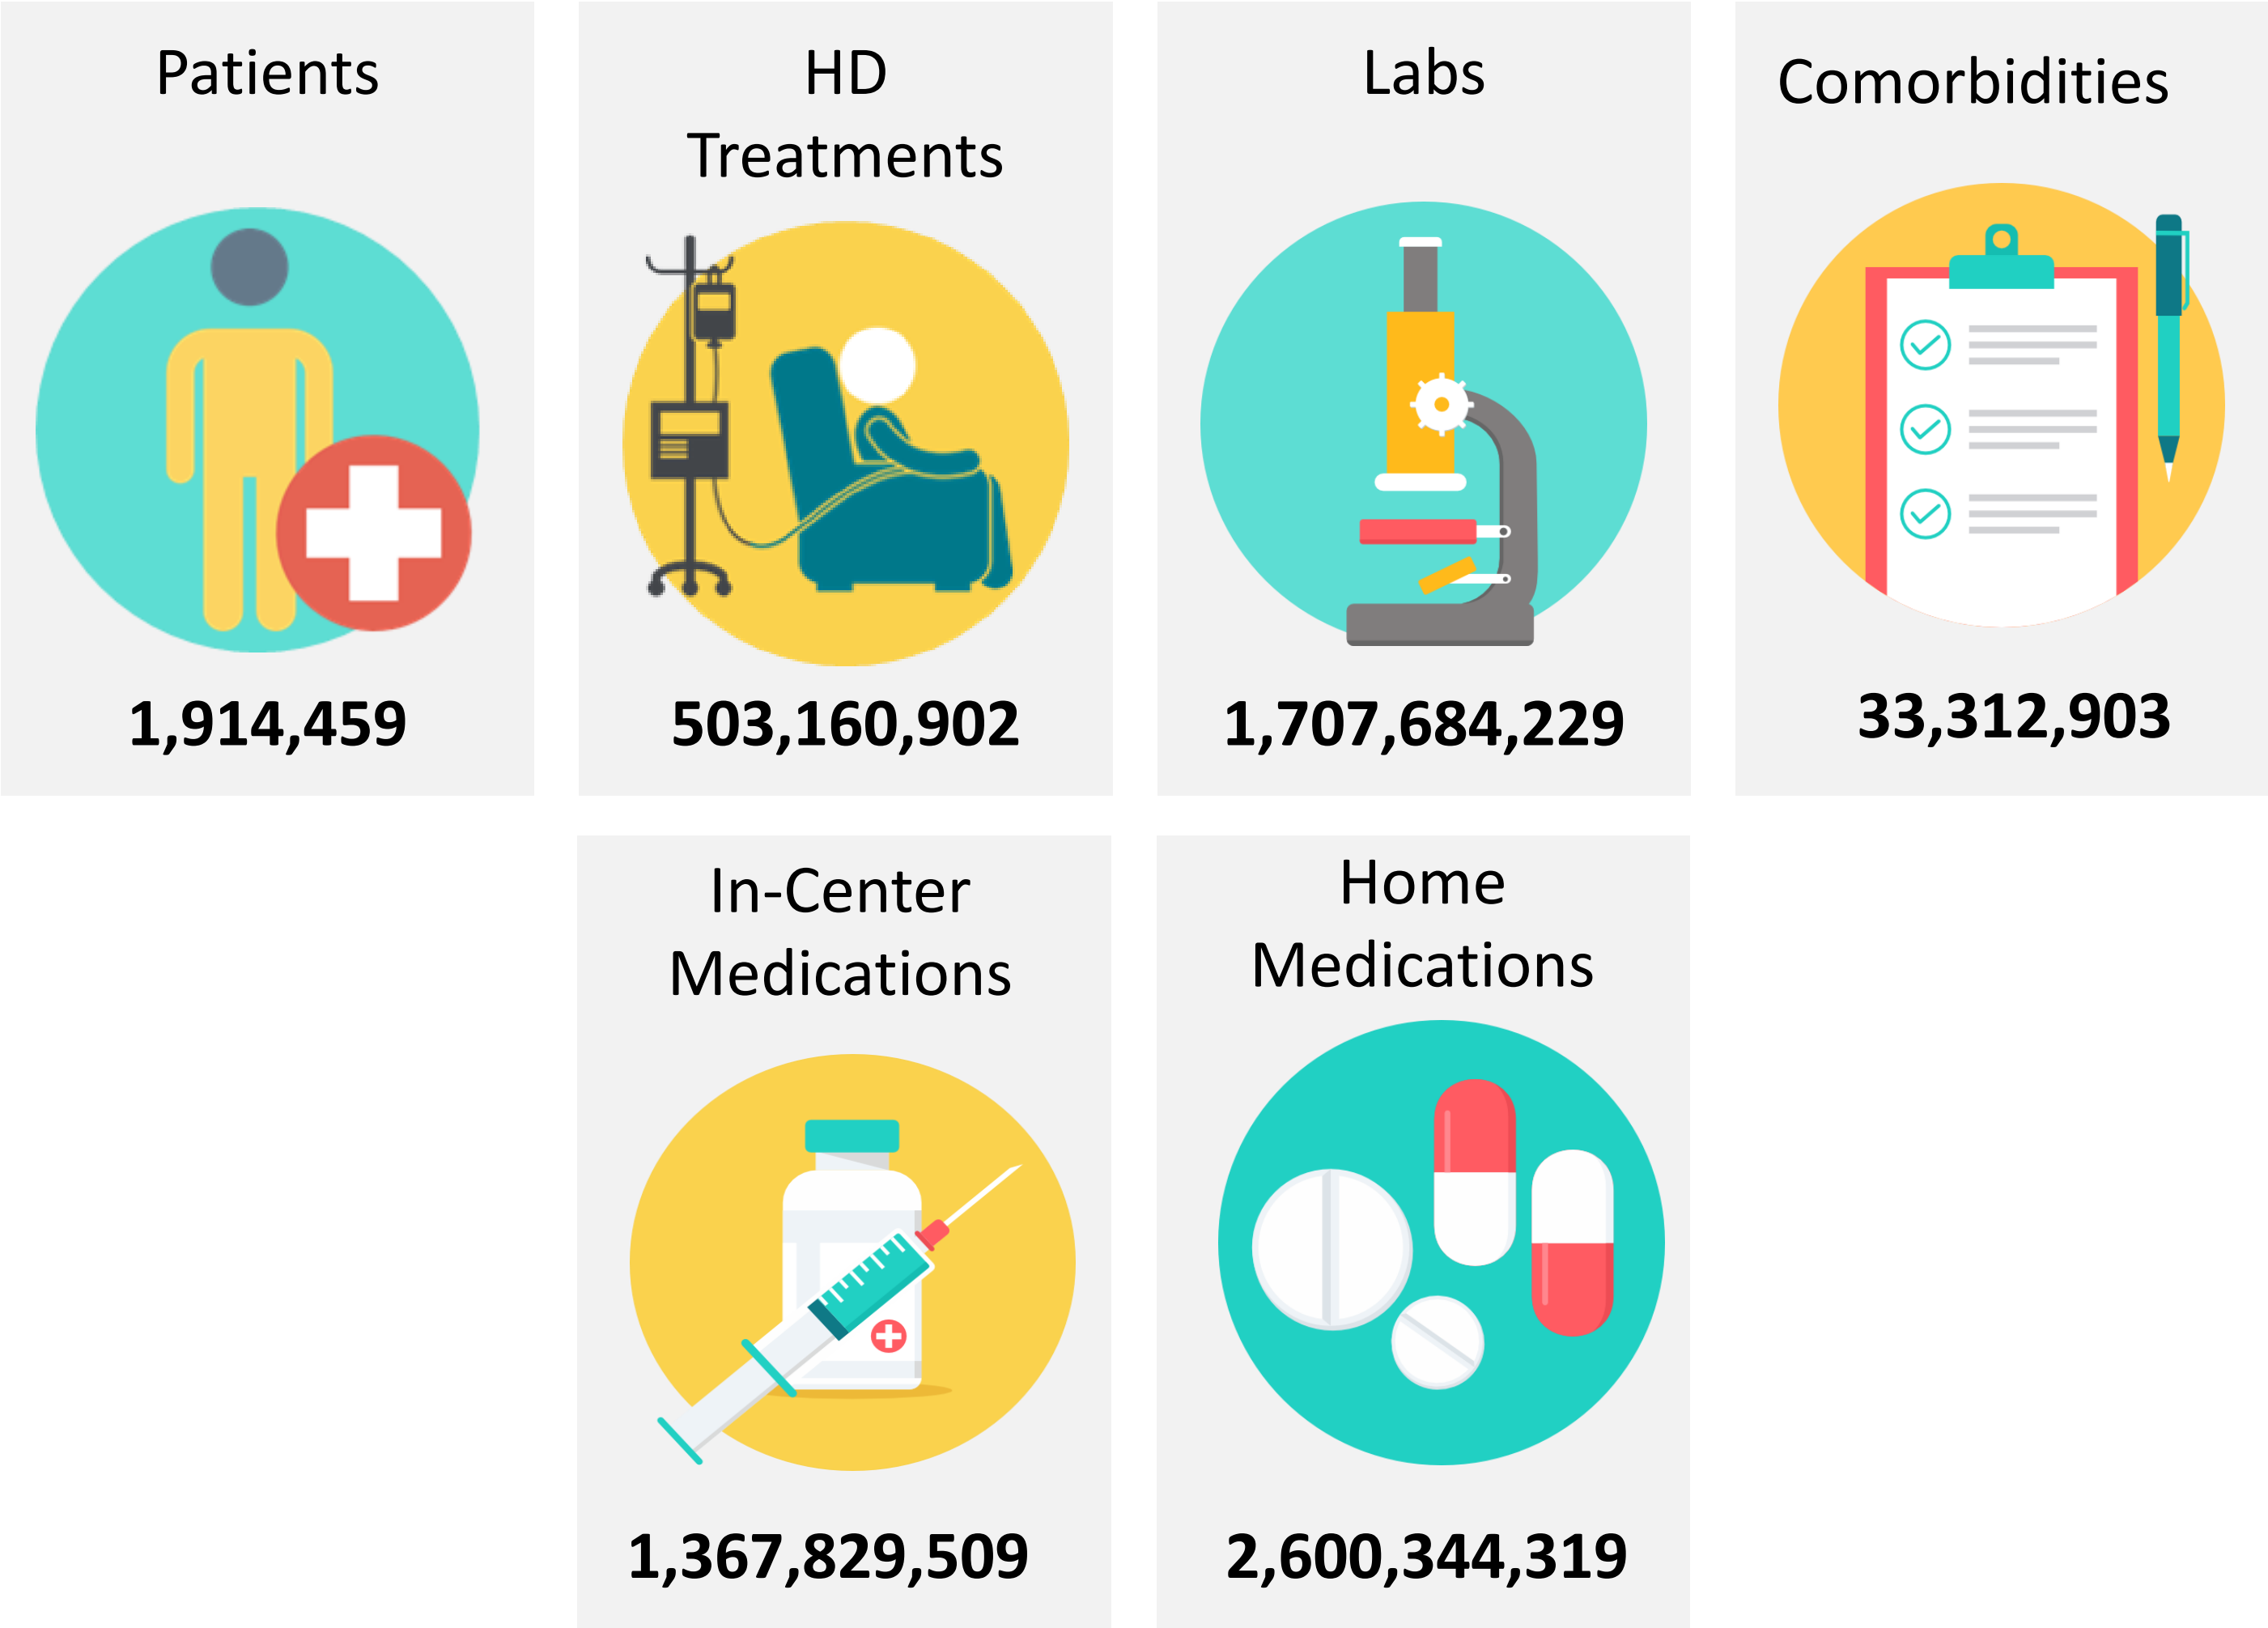 Patients
1,914,459
HD
Treatments
503,160,902
Labs
1,707,684,229
Comorbidities
33,312,903
In-Center
Medications
1,367,829,509
Home
Medications
2,600,344,319